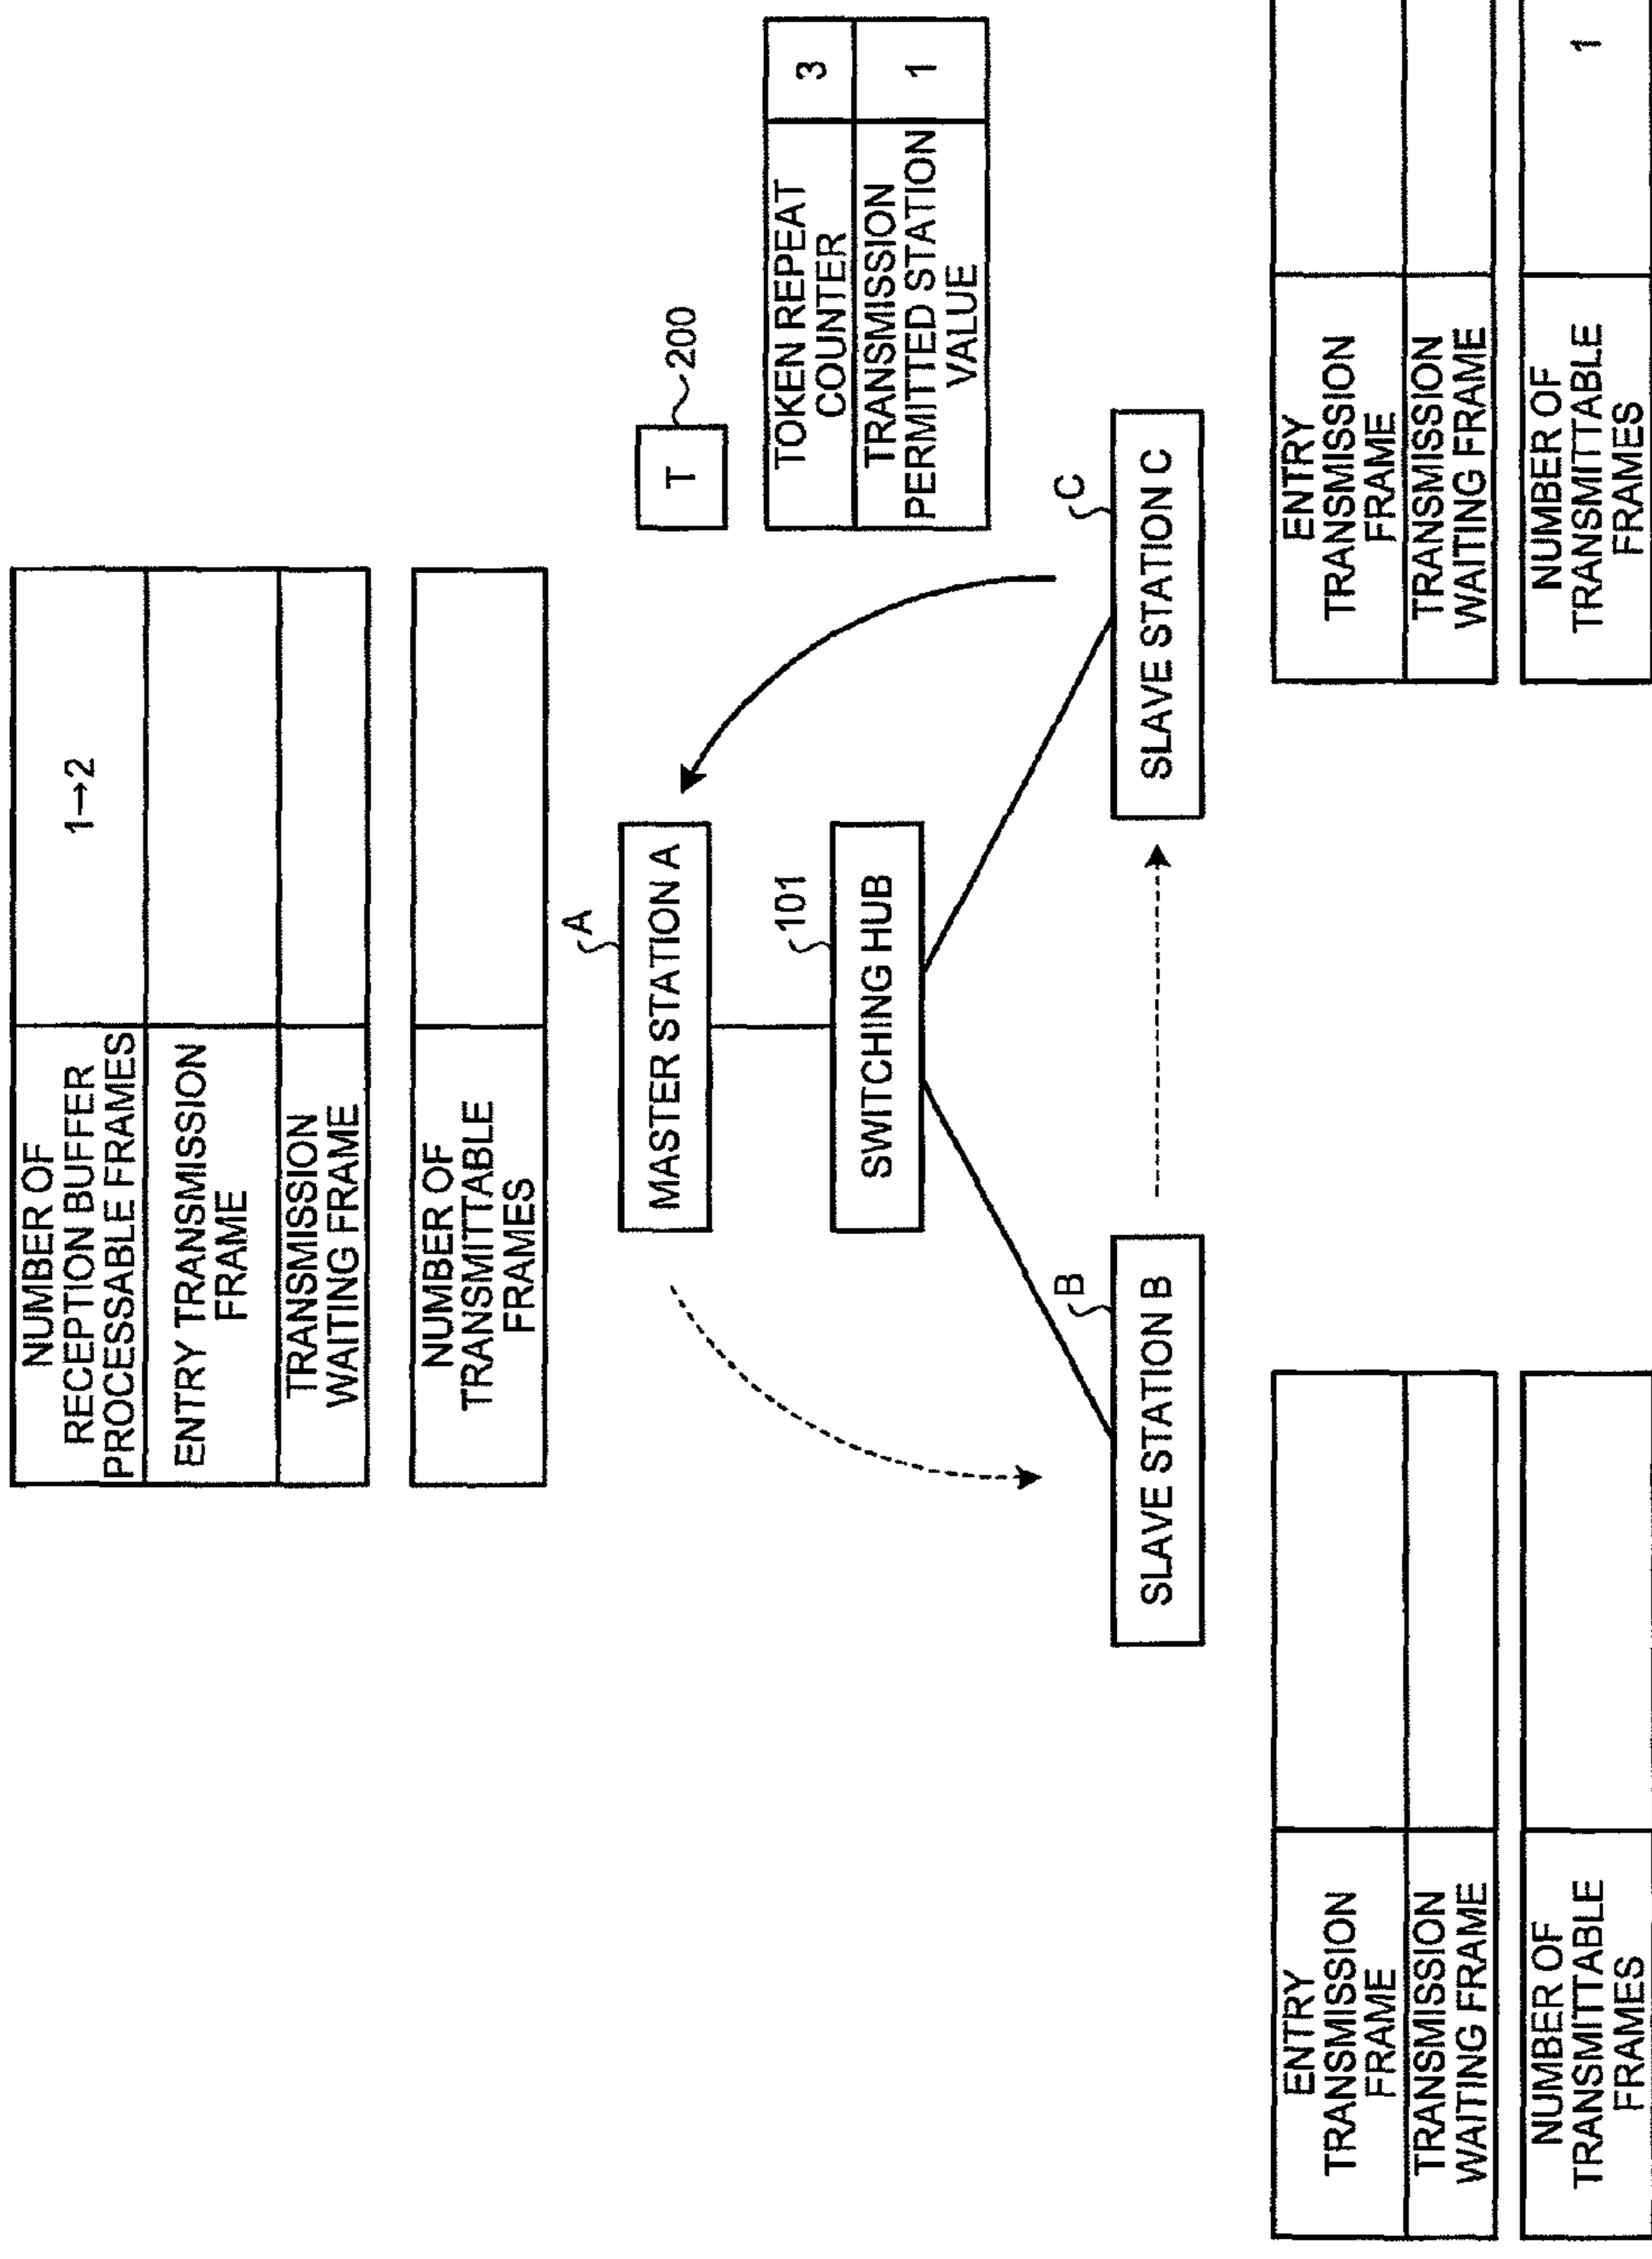 NUMBER OF
RECEPTION BUFFER
PROCESSABLE FRAMES
1→2
ENTRY TRANSMISSION
FRAME
TRANSMISSION
WAITING FRAME
NUMBER OF
TRANSMITTABLE
FRAMES
A
MASTER STATION A
T
200
TOKEN REPEAT
COUNTER
3
TRANSMISSION
PERMITTED STATION
VALUE
1
101
SWITCHING HUB
B
SLAVE STATION B
C
SLAVE STATION C
ENTRY
TRANSMISSION
FRAME
TRANSMISSION
WAITING FRAME
NUMBER OF
TRANSMITTABLE
FRAMES
ENTRY
TRANSMISSION
FRAME
TRANSMISSION
WAITING FRAME
NUMBER OF
TRANSMITTABLE
FRAMES
1